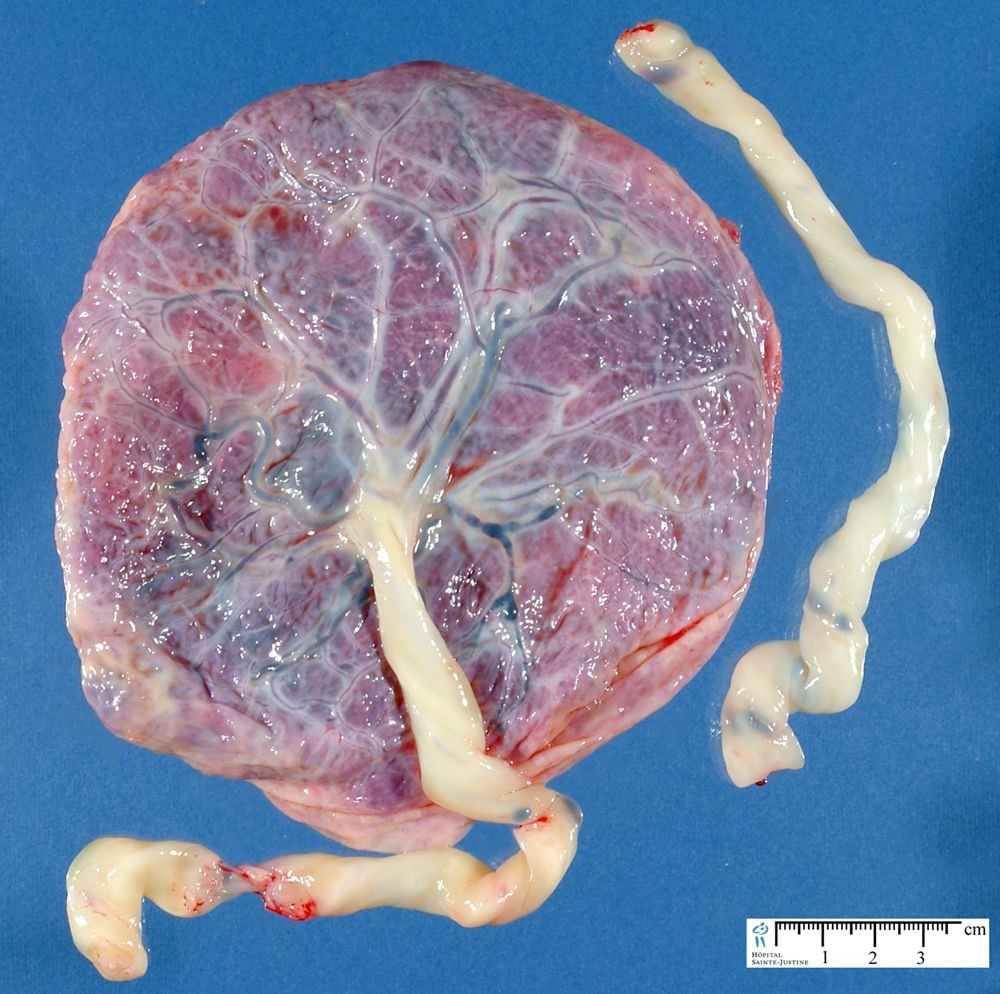 cm
HÔPITAL
SAINTE-JUSTINE
1 2 3